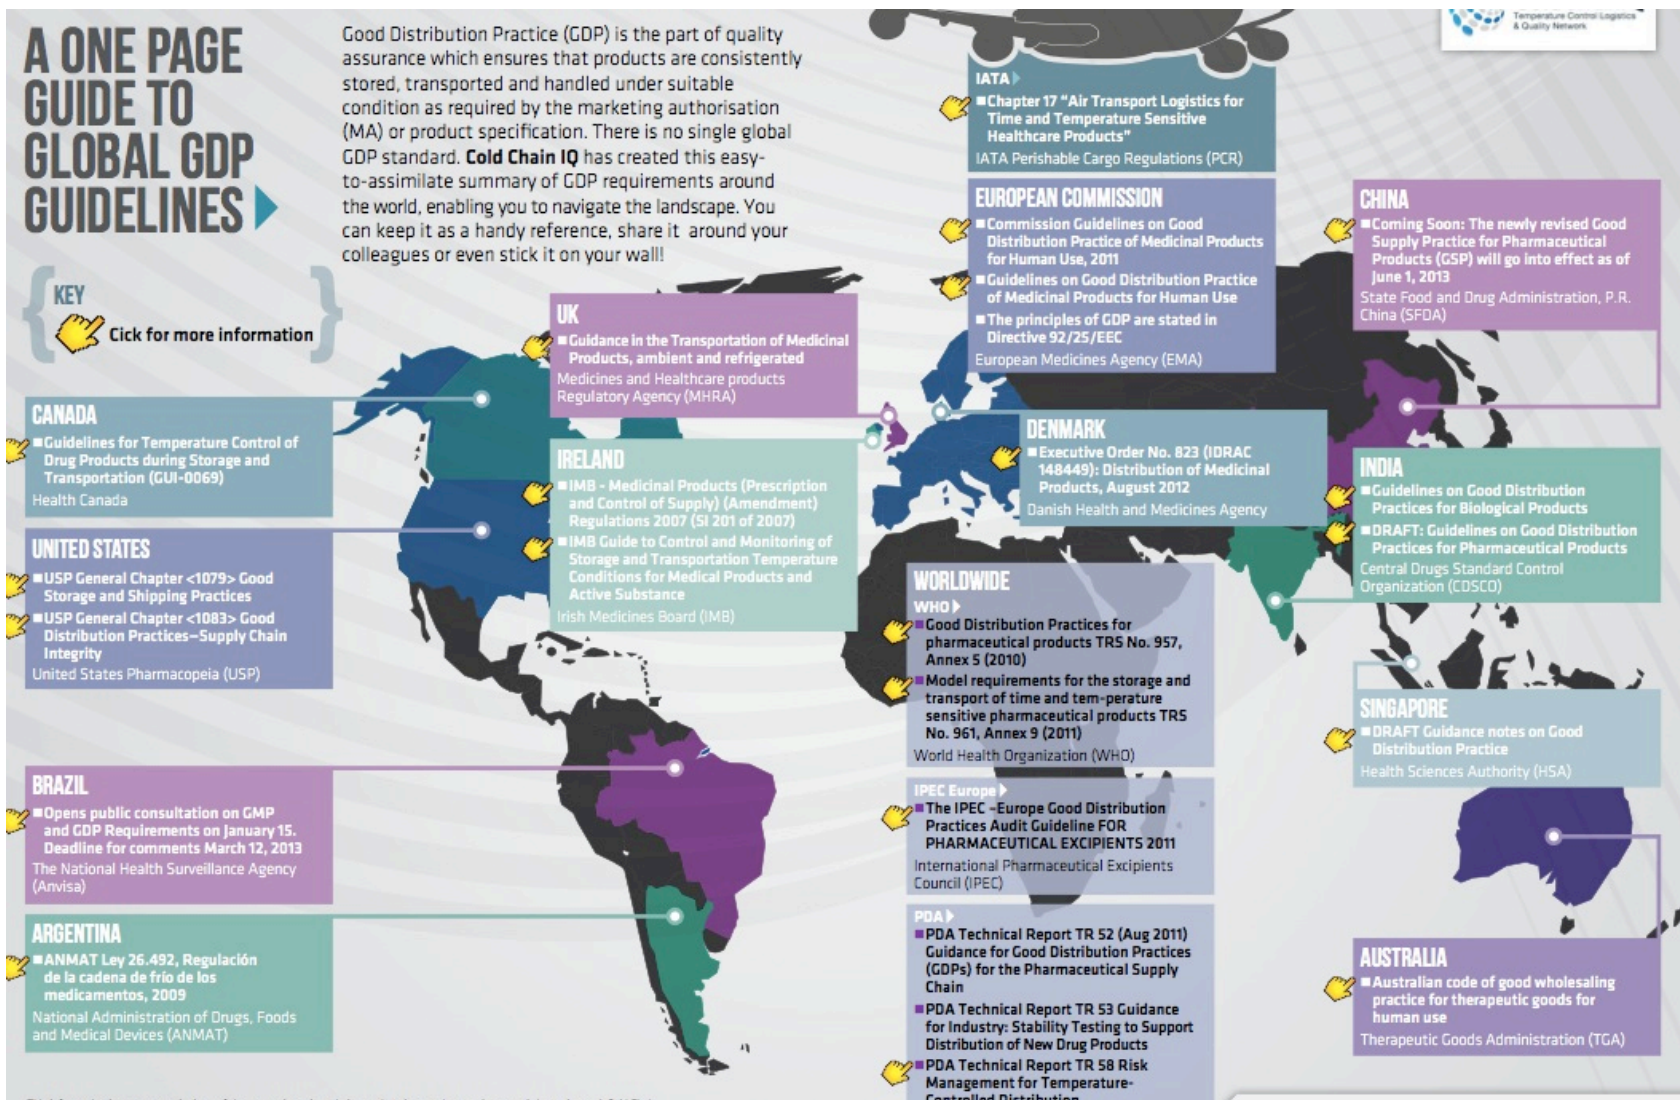 A ONE PAGE
GUIDE TO
GLOBAL GDP
GUIDELINES
Good Distribution Practice (GDP) is the part of quality
assurance which ensures that products are consistently
stored, transported and handled under suitable
condition as required by the marketing authorisation
(MA) or product specification. There is no single global
GDP standard. Cold Chain IQ has created this easy-
to-assimilate summary of GDP requirements around
the world, enabling you to navigate the landscape. You
can keep it as a handy reference, share it around your
colleagues or even stick it on your wall!
Temperature Control Logistics
& Quality Network
KEY
Cick for more information
CANADA
Guidelines for Temperature Control of
Drug Products during Storage and
Transportation (GUI-0069)
Health Canada
UNITED STATES
USP General Chapter <1079> Good
Storage and Shipping Practices
USP General Chapter <1083> Good
Distribution Practices—Supply Chain
Integrity
United States Pharmacopeia (USP)
BRAZIL
Opens public consultation on GMP
and GDP Requirements on January 15.
Deadline for comments March 12, 2013
The National Health Surveillance Agency
(Anvisa)
ARGENTINA
ANMAT Ley 26.492, Regulación
de la cadena de frío de los
medicamentos, 2009
National Administration of Drugs, Foods
and Medical Devices (ANMAT)
UK
Guidance in the Transportation of Medicinal
Products, ambient and refrigerated
Medicines and Healthcare products
Regulatory Agency (MHRA)
IRELAND
IMB - Medicinal Products (Prescription
and Control of Supply) (Amendment)
Regulations 2007 (SI 201 of 2007)
IMB Guide to Control and Monitoring of
Storage and Transportation Temperature
Conditions for Medical Products and
Active Substance
Irish Medicines Board (IMB)
IATA
Chapter 17 "Air Transport Logistics for
Time and Temperature Sensitive
Healthcare Products"
IATA Perishable Cargo Regulations (PCR)
EUROPEAN COMMISSION
Commission Guidelines on Good
Distribution Practice of Medicinal Products
for Human Use, 2011
Guidelines on Good Distribution Practice
of Medicinal Products for Human Use
The principles of GDP are stated in
Directive 92/25/EEC
European Medicines Agency (EMA)
DENMARK
Executive Order No. 823 (IDRAC
148449): Distribution of Medicinal
Products, August 2012
Danish Health and Medicines Agency
WORLDWIDE
WHO
Good Distribution Practices for
pharmaceutical products TRS No. 957,
Annex 5 (2010)
Model requirements for the storage and
transport of time and tem-perature
sensitive pharmaceutical products TRS
No. 961, Annex 9 (2011)
World Health Organization (WHO)
IPEC Europe
The IPEC -Europe Good Distribution
Practices Audit Guideline FOR
PHARMACEUTICAL EXCIPIENTS 2011
International Pharmaceutical Excipients
Council (IPEC)
PDA
PDA Technical Report TR 52 (Aug 2011)
Guidance for Good Distribution Practices
(GDPs) for the Pharmaceutical Supply
Chain
PDA Technical Report TR 53 Guidance
for Industry: Stability Testing to Support
Distribution of New Drug Products
PDA Technical Report TR 58 Risk
Management for Temperature-
Controlled Distribution
CHINA
Coming Soon: The newly revised Good
Supply Practice for Pharmaceutical
Products (GSP) will go into effect as of
June 1, 2013
State Food and Drug Administration, P.R.
China (SFDA)
INDIA
Guidelines on Good Distribution
Practices for Biological Products
DRAFT: Guidelines on Good Distribution
Practices for Pharmaceutical Products
Central Drugs Standard Control
Organization (CDSCO)
SINGAPORE
DRAFT Guidance notes on Good
Distribution Practice
Health Sciences Authority (HSA)
AUSTRALIA
Australian code of good wholesaling
practice for therapeutic goods for
human use
Therapeutic Goods Administration (TGA)